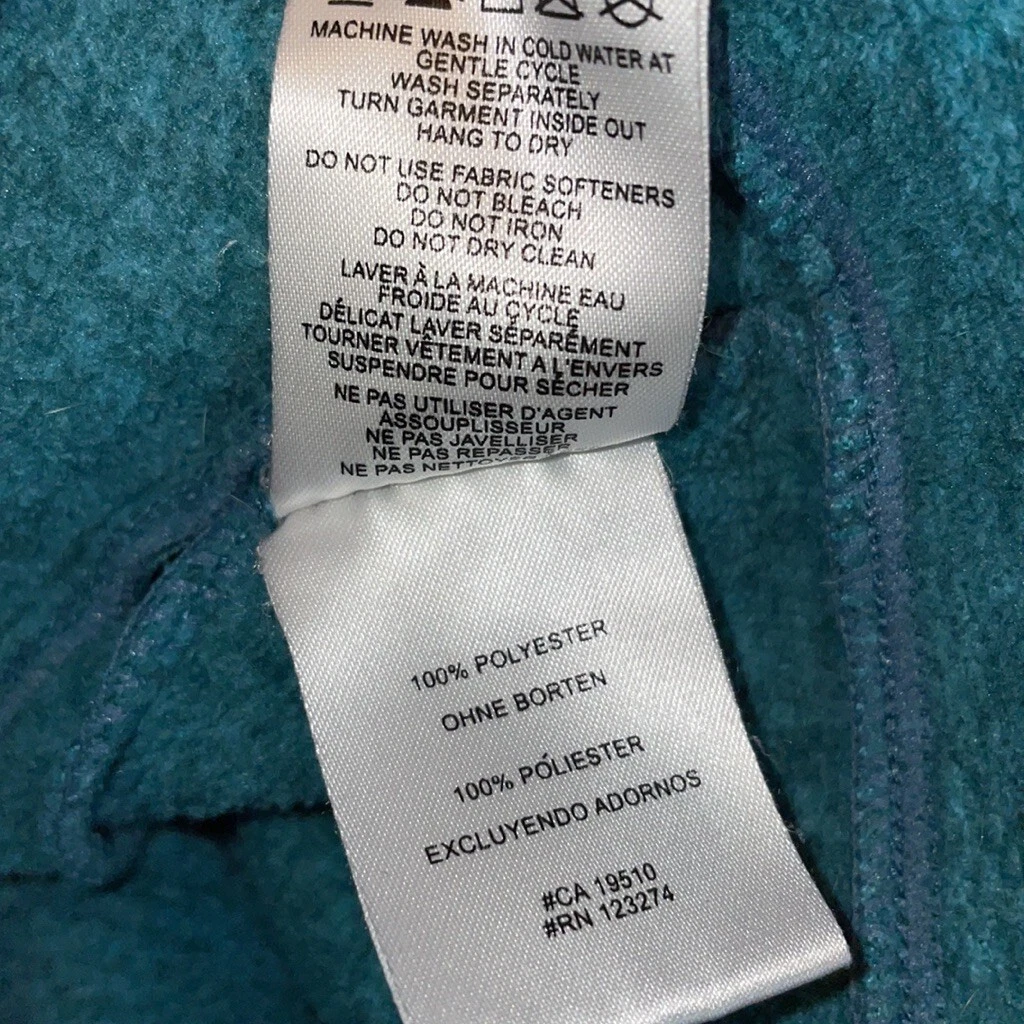 MACHINE WASH IN COLD WATER AT
GENTLE CYCLE
WASH SEPARATELY
TURN GARMENT INSIDE OUT
HANG TO DRY
DO NOT USE FABRIC SOFTENERS
DO NOT BLEACH
DO NOT IRON
DO NOT DRY CLEAN
LAVER À LA MACHINE EAU
FROIDE AU CYCLE
DÉLICAT LAVER SÉPARÉMENT
TOURNER VÊTEMENT A L'ENVERS
SUSPENDRE POUR SÉCHER
NE PAS UTILISER D'AGENT
ASSOUPLISSEUR
NE PAS JAVELLISER
NE PAS REPASSER
NE PAS
100% POLYESTER
OHNE BORTEN
100% PÓLIESTER
EXCLUYENDO ADORNOS
#CA 19510
#RN 123274